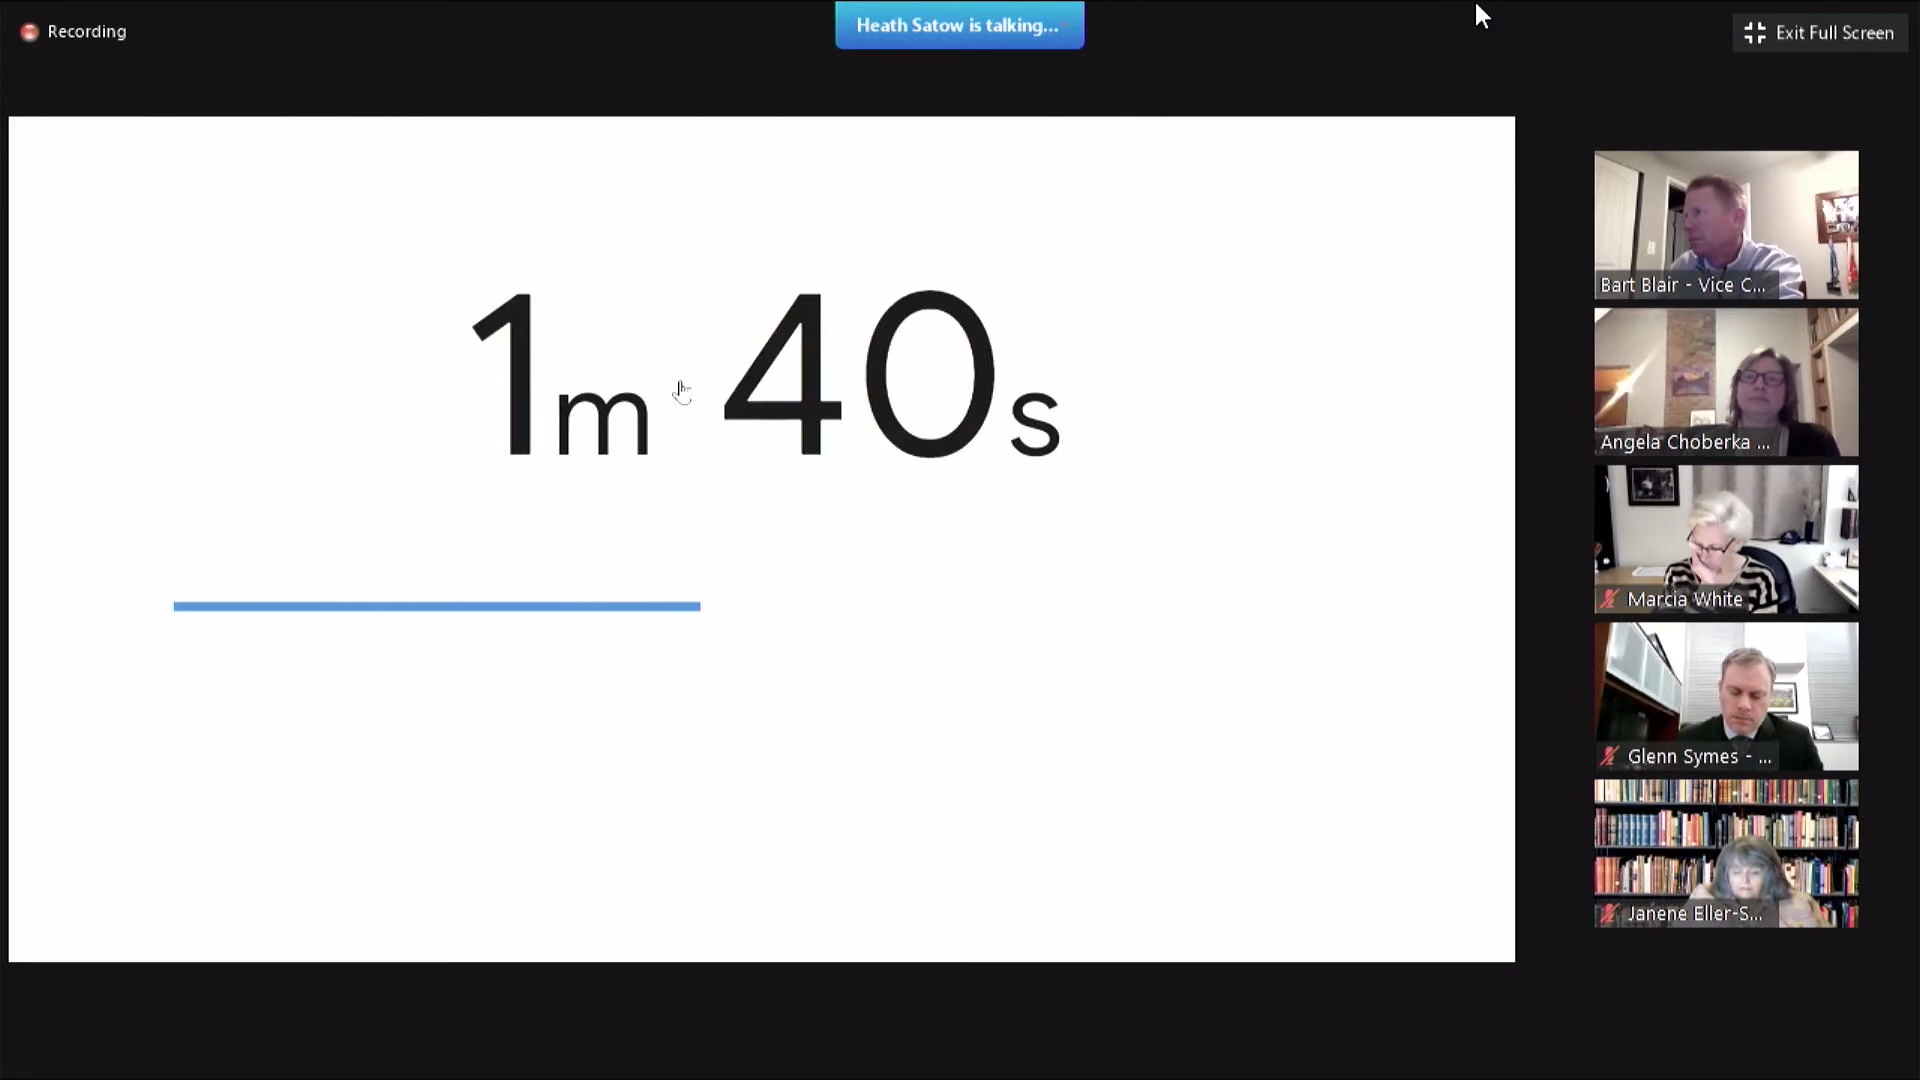 Recording
Heath Satow is talking...
Exit Full Screen
1m 40s
Bart Blair - Vice C...
Angela Choberka ...
Marcia White
Glenn Symes - ...
Janene Eller-S...